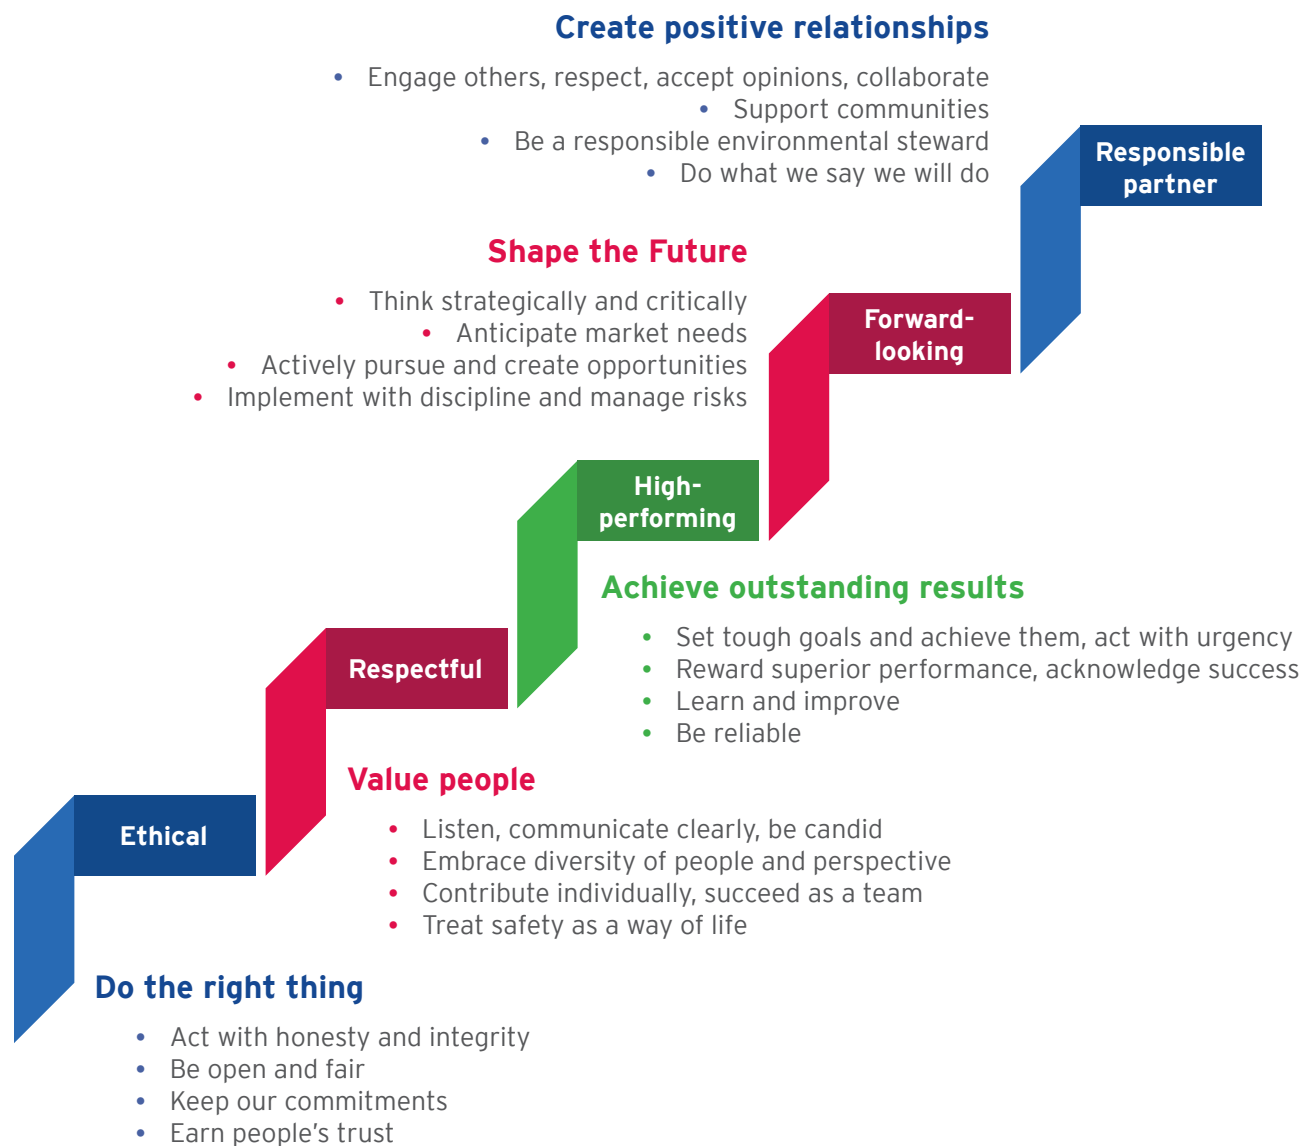 Create positive relationships
• Engage others, respect, accept opinions, collaborate
• Support communities
• Be a responsible environmental steward
• Do what we say we will do
Responsible
partner
Shape the Future
• Think strategically and critically
• Anticipate market needs
• Actively pursue and create opportunities
• Implement with discipline and manage risks
Forward-
looking
High-
performing
Achieve outstanding results
• Set tough goals and achieve them, act with urgency
• Reward superior performance, acknowledge success
• Learn and improve
• Be reliable
Respectful
Value people
• Listen, communicate clearly, be candid
• Embrace diversity of people and perspective
• Contribute individually, succeed as a team
• Treat safety as a way of life
Ethical
Do the right thing
• Act with honesty and integrity
• Be open and fair
• Keep our commitments
• Earn people’s trust